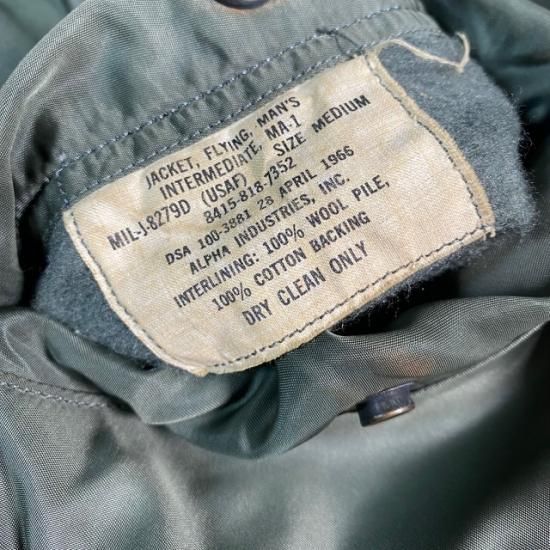 JACKET, FLYING, MAN'S
INTERMEDIATE, MA-1
MIL-J-8279D (USAF) SIZE MEDIUM
8415-818-7352
DSA 100-3881 28 APRIL 1966
ALPHA INDUSTRIES, INC.
INTERLINING: 100% WOOL PILE,
100% COTTON BACKING
DRY CLEAN ONLY